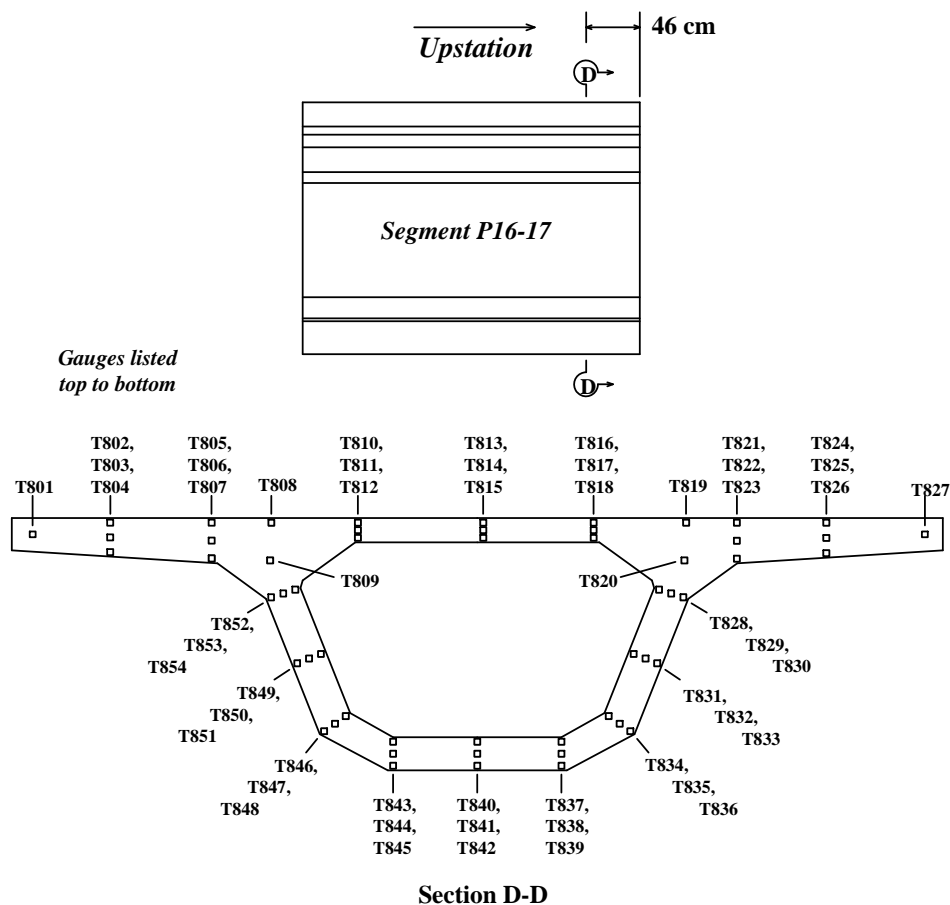 46 cm
Upstation
D
Segment P16-17
D
Gauges listed
top to bottom
T801
T802,
T803,
T804
T805,
T806,
T807
T808
T810,
T811,
T812
T813,
T814,
T815
T816,
T817,
T818
T819
T821,
T822,
T823
T824,
T825,
T826
T827
T809
T820
T852,
T853,
T854
T828,
T829,
T830
T849,
T850,
T851
T831,
T832,
T833
T846,
T847,
T848
T834,
T835,
T836
T843,
T844,
T845
T840,
T841,
T842
T837,
T838,
T839
Section D-D